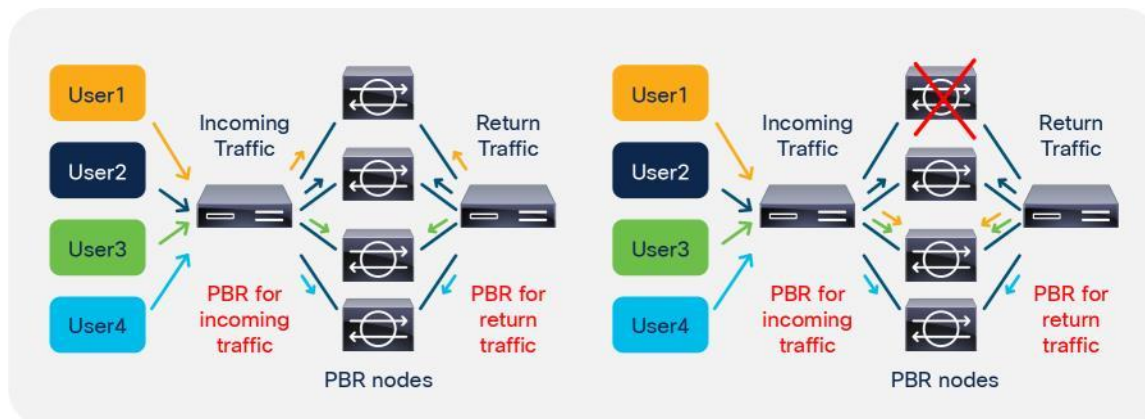 User1
User2
User3
User4
Incoming
Traffic
Return
Traffic
PBR for
incoming
traffic
PBR for
return
traffic
PBR nodes
User1
User2
User3
User4
Incoming
Traffic
Return
Traffic
PBR for
incoming
traffic
PBR for
return
traffic
PBR nodes